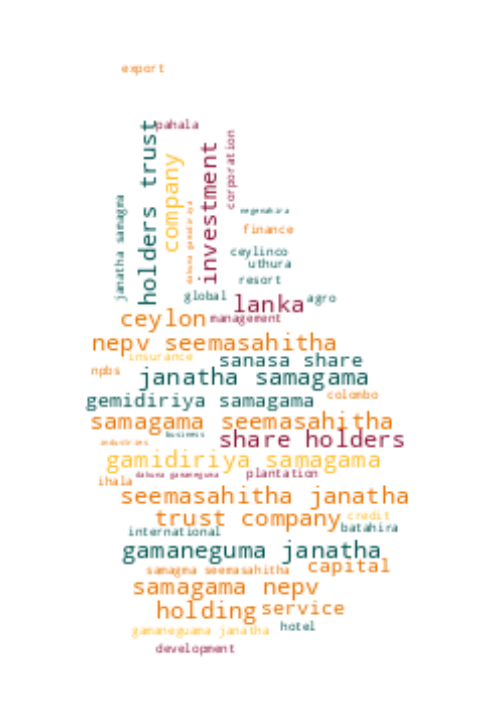 export
pahala
holders trust
company
investment
corporation
janatha samagma
dakuna gamidiriya
negenahira
finance
ceylinco
uthura
resort
global
lanka
agro
ceylon
management
nepv seemasahitha
insurance
sanasa share
npbs
janatha samagama
colombo
gemidiriya samagama
samagama seemasahitha
business
share holders
industries
gamidiriya samagama
dakuna gamaneguma
plantation
ihala
seemasahitha janatha
trust company
credit
batahira
international
gamaneguma janatha
capital
samagma seemasahitha
samagama nepv
holding
service
gamaneguama janatha
hotel
development